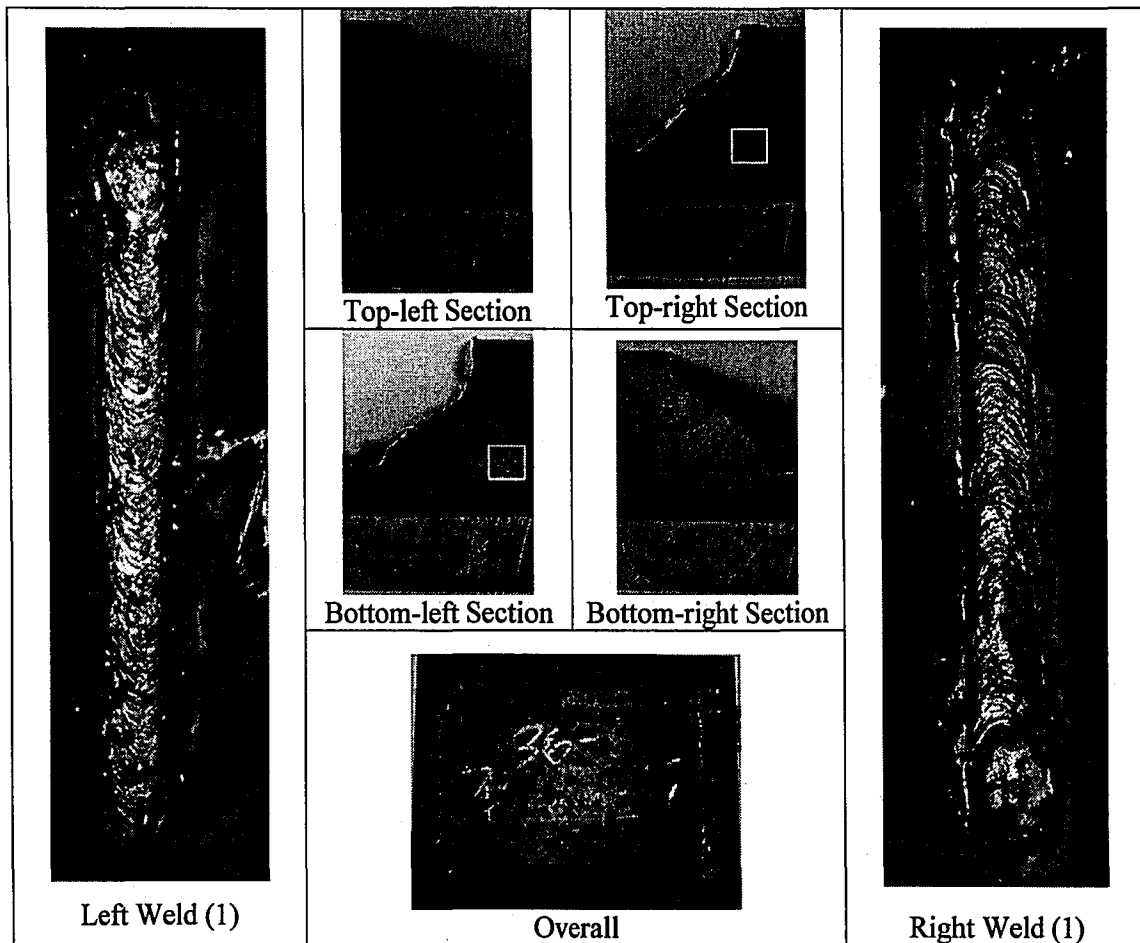 Top-left Section
Top-right Section
Bottom-left Section
Bottom-right Section
Left Weld (1)
Overall
Right Weld (1)